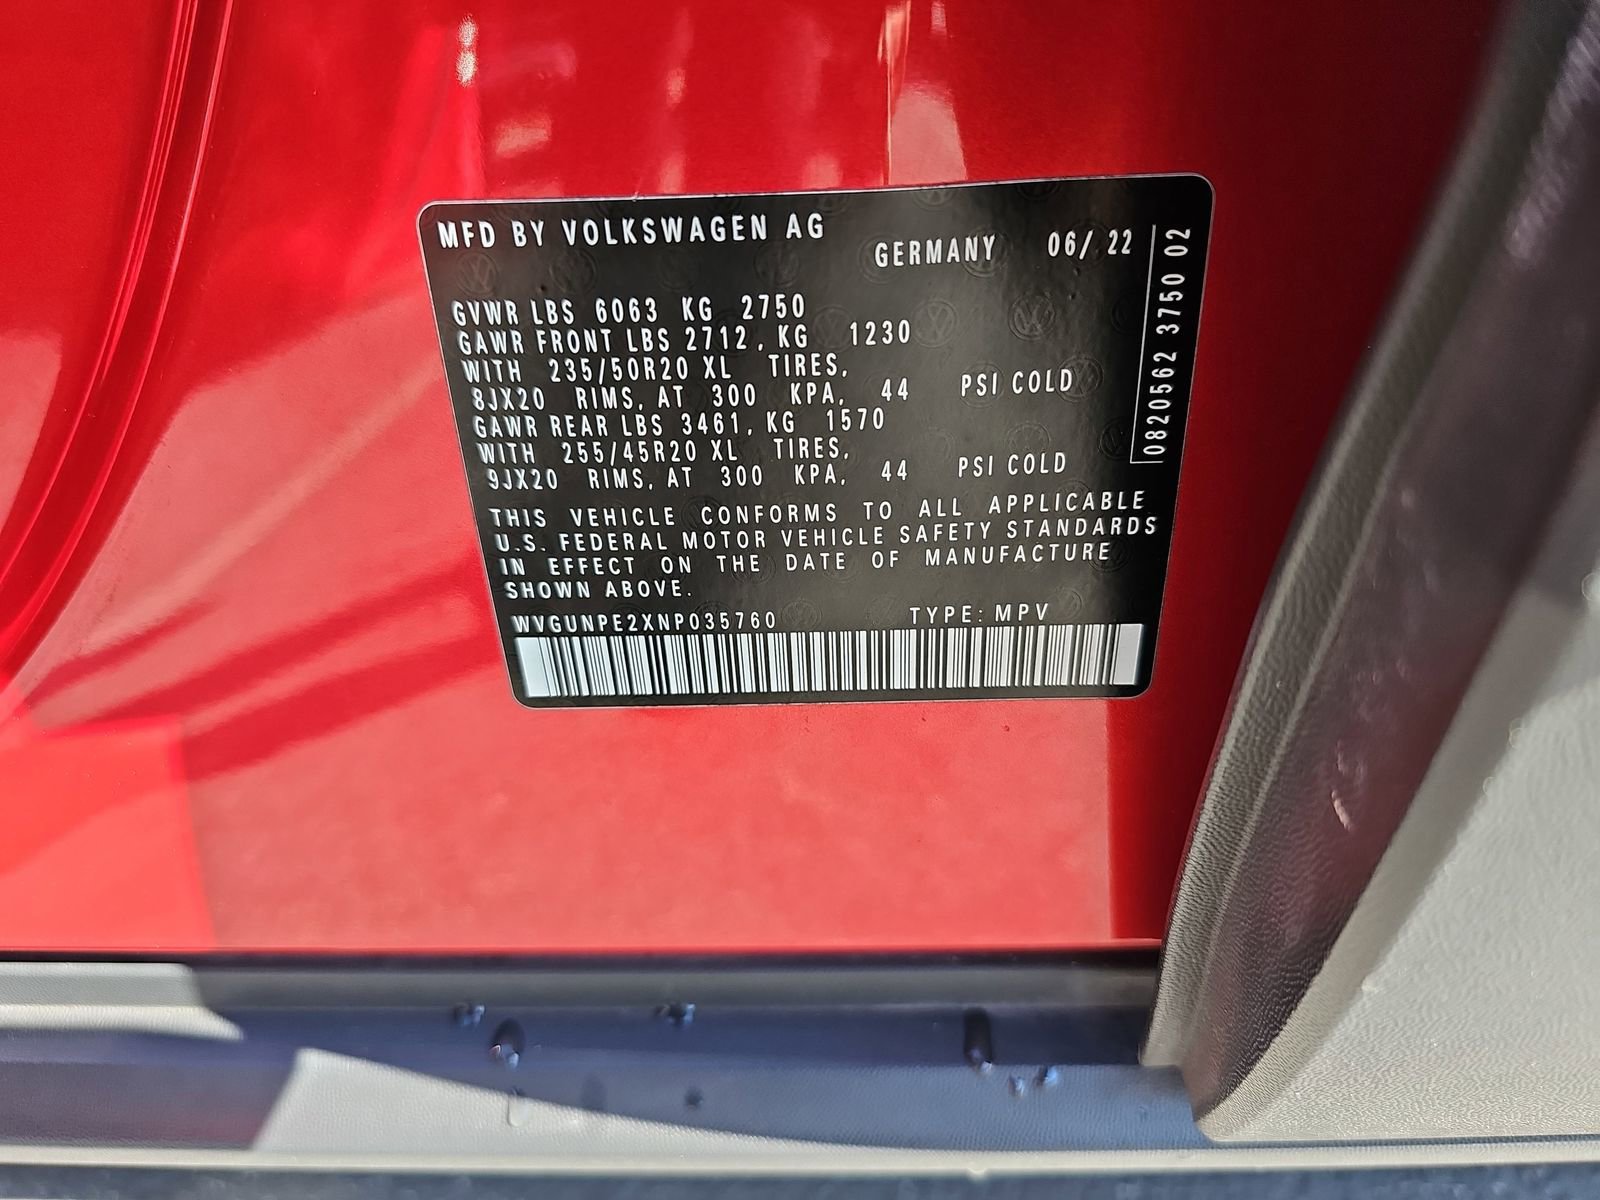 MFD BY VOLKSWAGEN AG
GERMANY 06/ 22
GVWR LBS 6063 KG 2750
GAWR FRONT LBS 2712, KG 1230
WITH 235/50R20 XL TIRES,
8JX20 RIMS, AT 300 KPA, 44 PSI COLD
GAWR REAR LBS 3461, KG 1570
WITH 255/45R20 XL TIRES,
9JX20 RIMS, AT 300 KPA, 44 PSI COLD
THIS VEHICLE CONFORMS TO ALL APPLICABLE
U.S. FEDERAL MOTOR VEHICLE SAFETY STANDARDS
IN EFFECT ON THE DATE OF MANUFACTURE
SHOWN ABOVE.
WVGUNPE2XNP035760 TYPE: MPV
0820562 3750 02